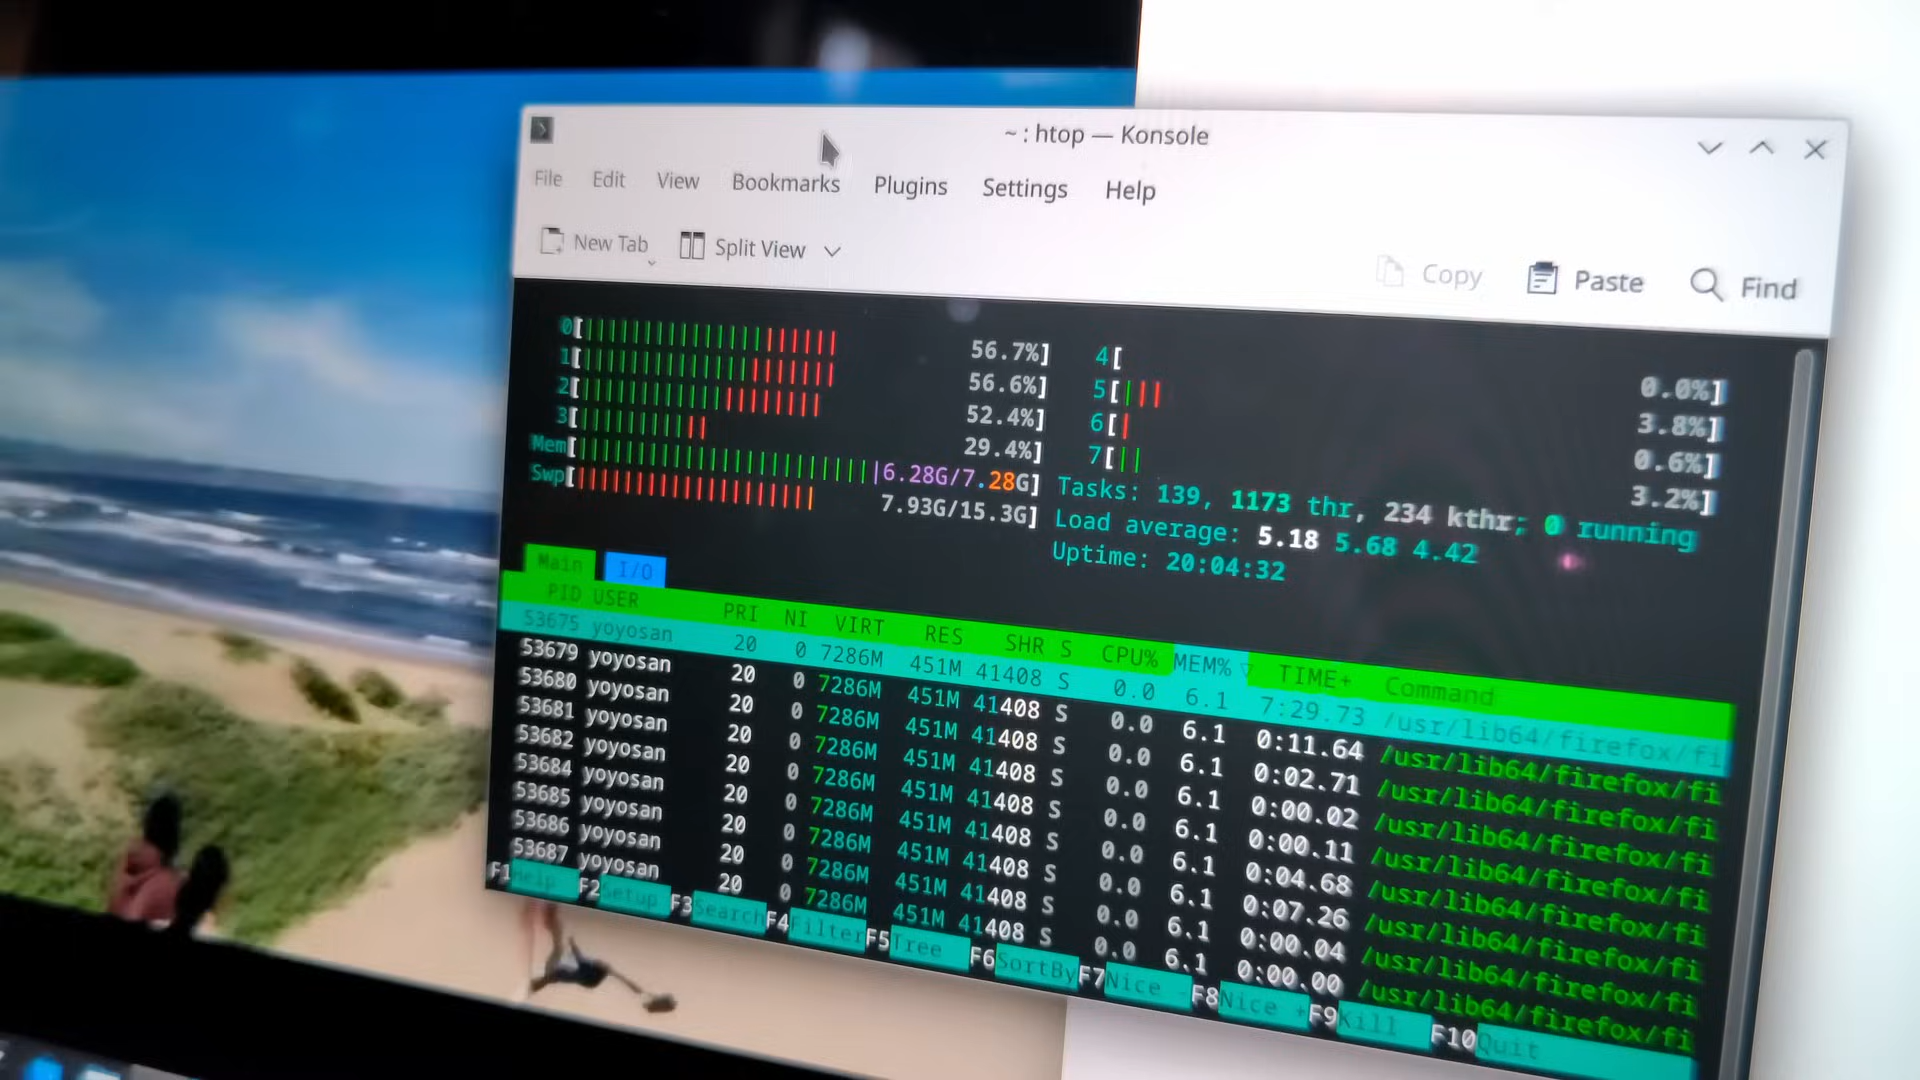 ~ : htop — Konsole
File Edit View Bookmarks Plugins Settings Help
New Tab Split View Copy Paste Find
0[ 56.7%] 4[ 0.0%]
1[ 56.6%] 5[ 3.8%]
2[ 52.4%] 6[ 0.6%]
3[ 29.4%] 7[ 3.2%]
Mem[ 6.28G/7.28G] Tasks: 139, 1173 thr, 234 kthr; 0 running
Swp[ 7.93G/15.3G] Load average: 5.18 5.68 4.42
Uptime: 20:04:32
Main I/O
PID USER PRI NI VIRT RES SHR S CPU% MEM% TIME+ Command
53675 yoyosan 20 0 7286M 451M 41408 S 0.0 6.1 7:29.73 /usr/lib64/firefox/fi
53679 yoyosan 20 0 7286M 451M 41408 S 0.0 6.1 0:11.64 /usr/lib64/firefox/fi
53680 yoyosan 20 0 7286M 451M 41408 S 0.0 6.1 0:02.71 /usr/lib64/firefox/fi
53681 yoyosan 20 0 7286M 451M 41408 S 0.0 6.1 0:00.02 /usr/lib64/firefox/fi
53682 yoyosan 20 0 7286M 451M 41408 S 0.0 6.1 0:00.11 /usr/lib64/firefox/fi
53684 yoyosan 20 0 7286M 451M 41408 S 0.0 6.1 0:04.68 /usr/lib64/firefox/fi
53685 yoyosan 20 0 7286M 451M 41408 S 0.0 6.1 0:07.26 /usr/lib64/firefox/fi
53686 yoyosan 20 0 7286M 451M 41408 S 0.0 6.1 0:00.04 /usr/lib64/firefox/fi
53687 yoyosan 20 0 7286M 451M 41408 S 0.0 6.1 0:00.00 /usr/lib64/firefox/fi
F1Help F2Setup F3Search F4Filter F5Tree F6SortBy F7Nice - F8Nice + F9Kill F10Quit